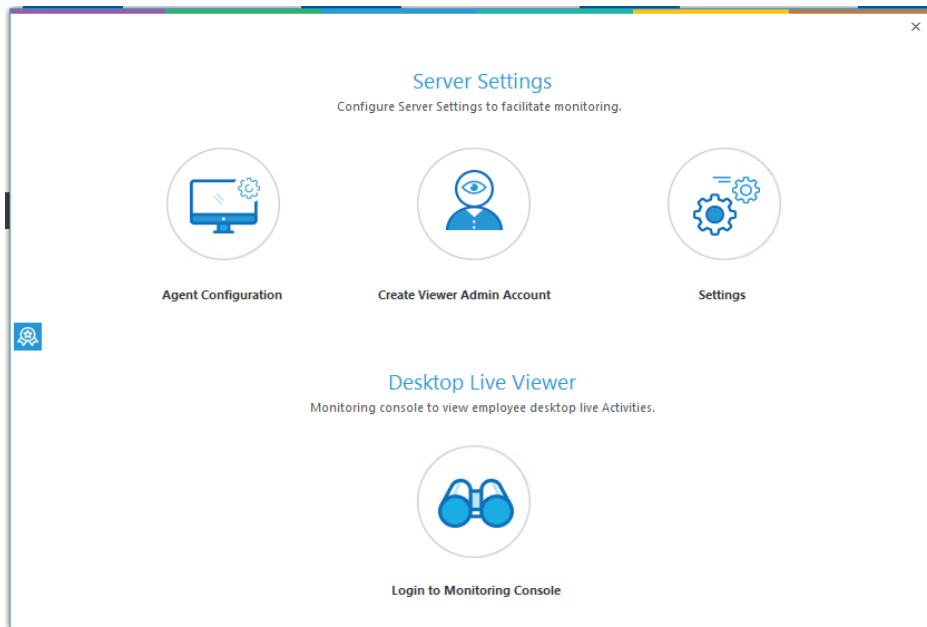 Server Settings
Configure Server Settings to facilitate monitoring.
Agent Configuration
Create Viewer Admin Account
Settings
Desktop Live Viewer
Monitoring console to view employee desktop live Activities.
Login to Monitoring Console